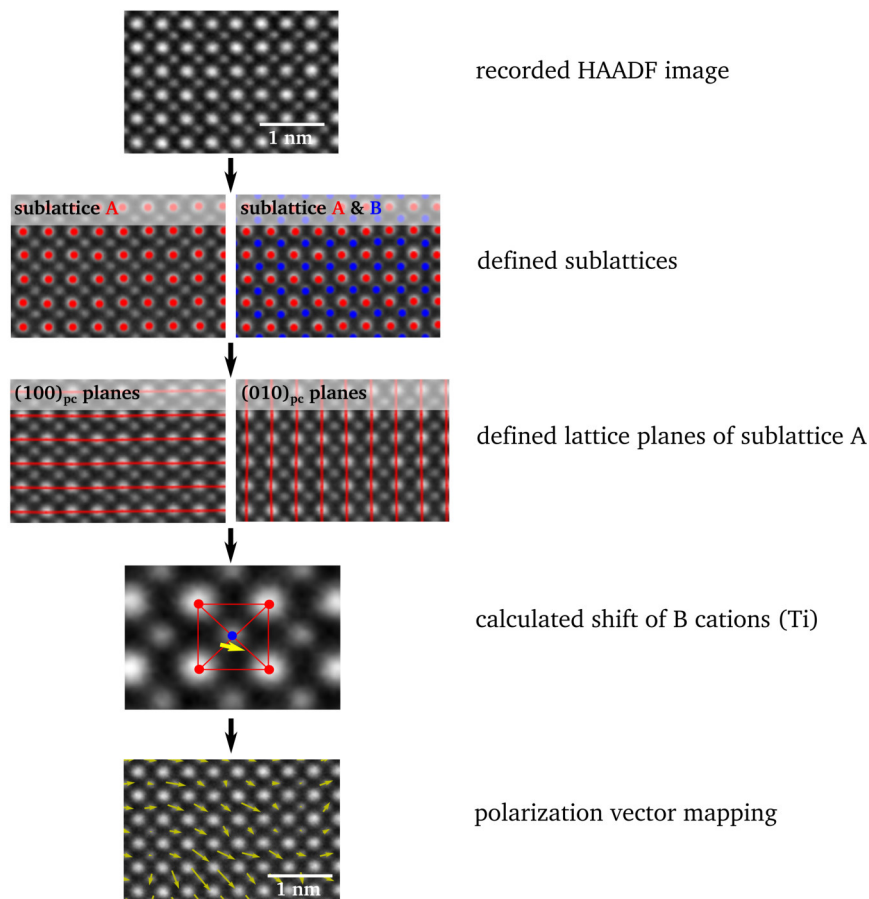 recorded HAADF image
1 nm
sublattice A
sublattice A & B
defined sublattices
(100)pc planes
(010)pc planes
defined lattice planes of sublattice A
calculated shift of B cations (Ti)
polarization vector mapping
1 nm